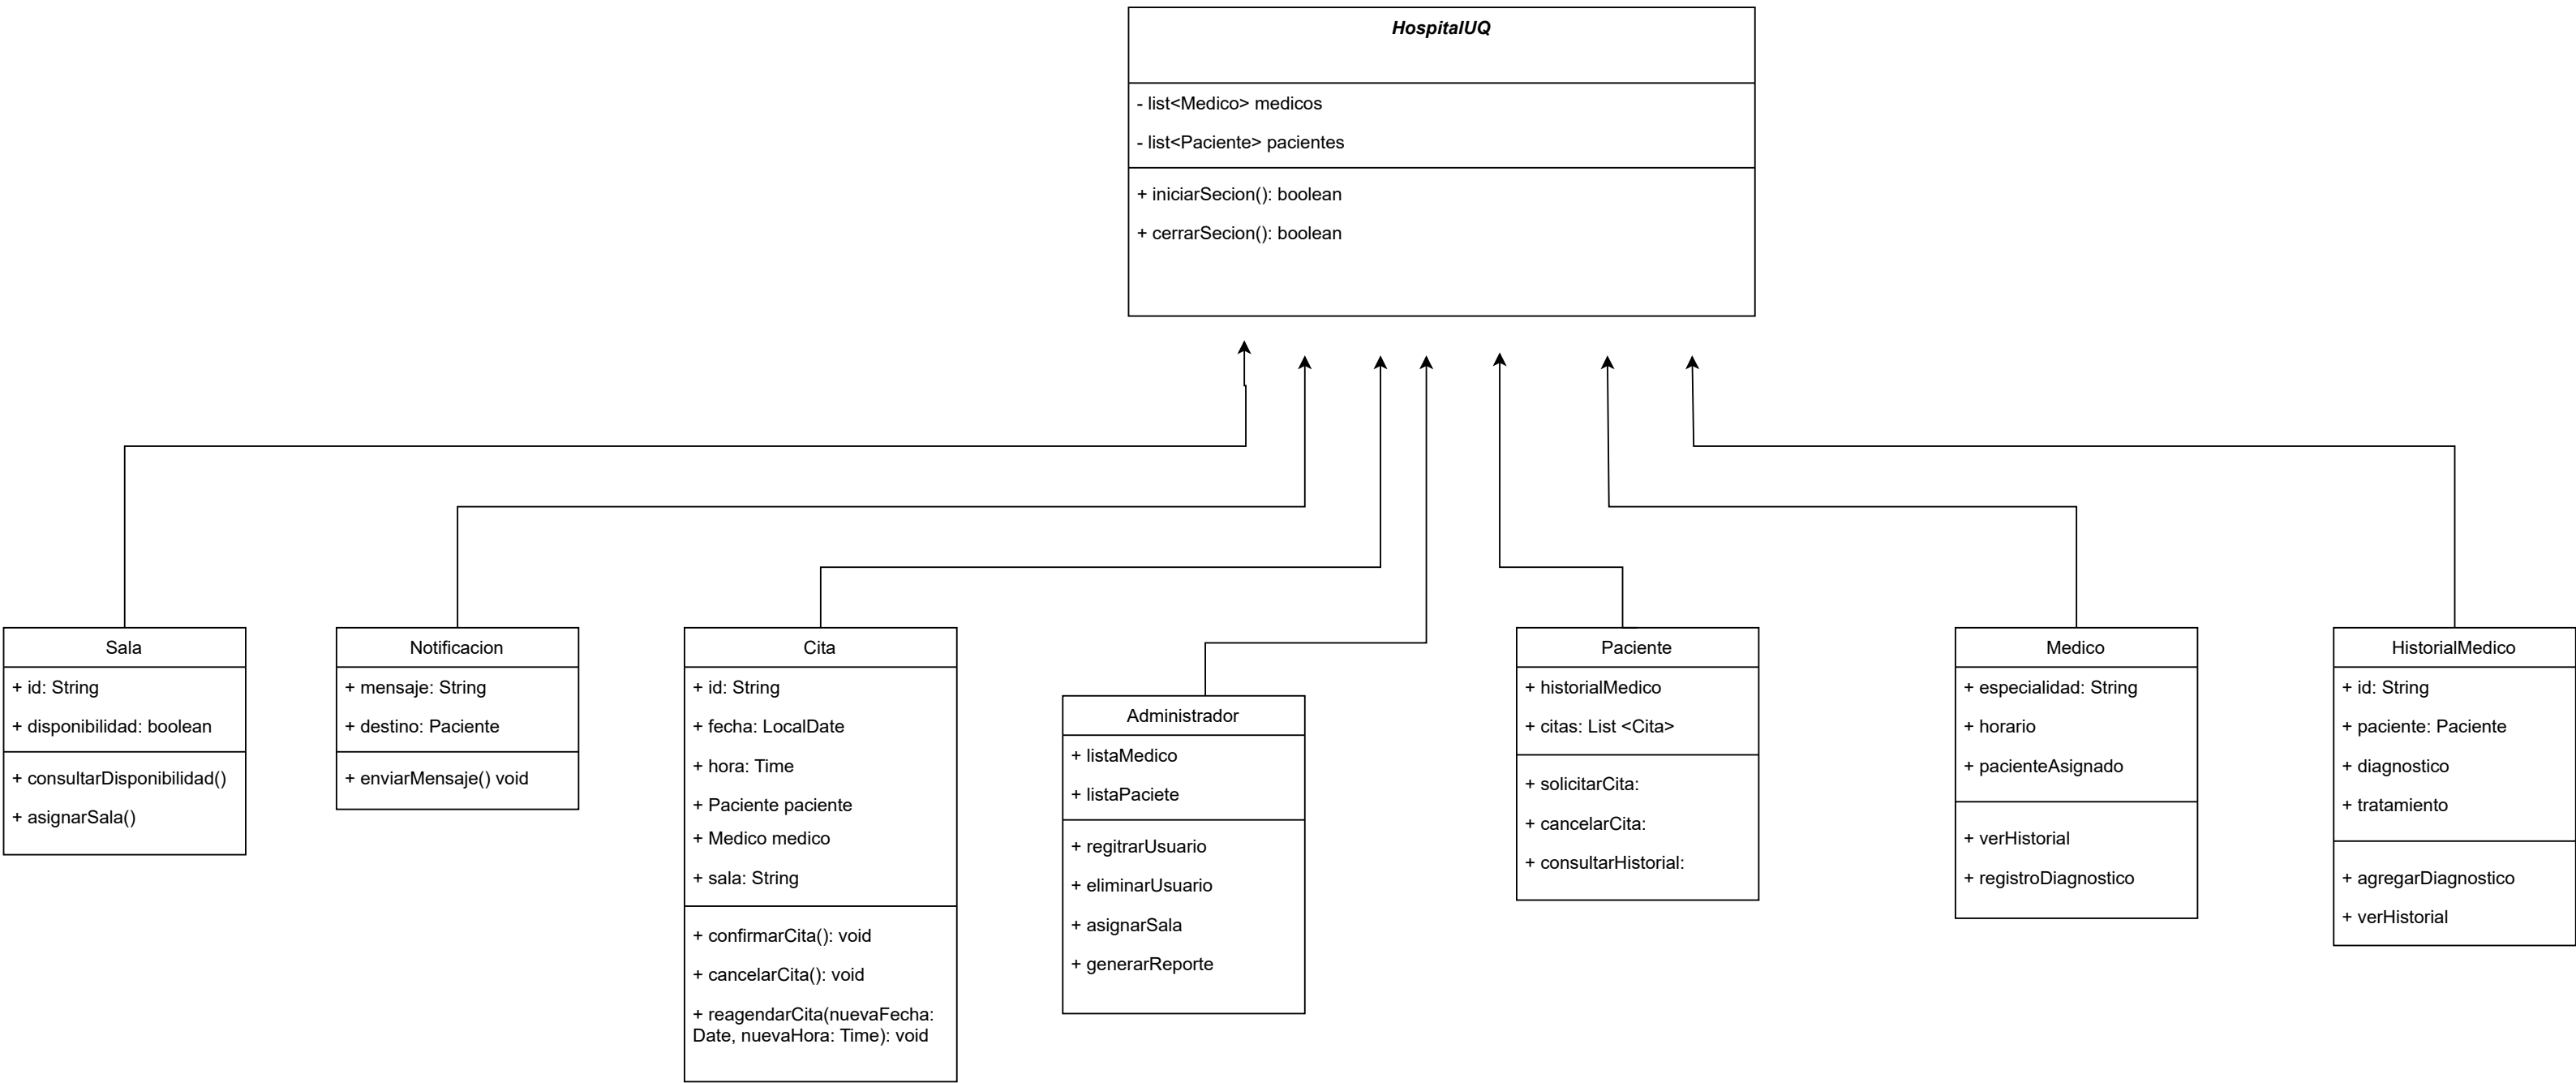 HospitalUQ
- list<Medico> medicos
- list<Paciente> pacientes
+ iniciarSecion(): boolean
+ cerrarSecion(): boolean
Sala
+ id: String
+ disponibilidad: boolean
+ consultarDisponibilidad()
+ asignarSala()
Notificacion
+ mensaje: String
+ destino: Paciente
+ enviarMensaje() void
Cita
+ id: String
+ fecha: LocalDate
+ hora: Time
+ Paciente paciente
+ Medico medico
+ sala: String
+ confirmarCita(): void
+ cancelarCita(): void
+ reagendarCita(nuevaFecha:
Date, nuevaHora: Time): void
Administrador
+ listaMedico
+ listaPaciete
+ regitrarUsuario
+ eliminarUsuario
+ asignarSala
+ generarReporte
Paciente
+ historialMedico
+ citas: List <Cita>
+ solicitarCita:
+ cancelarCita:
+ consultarHistorial:
Medico
+ especialidad: String
+ horario
+ pacienteAsignado
+ verHistorial
+ registroDiagnostico
HistorialMedico
+ id: String
+ paciente: Paciente
+ diagnostico
+ tratamiento
+ agregarDiagnostico
+ verHistorial